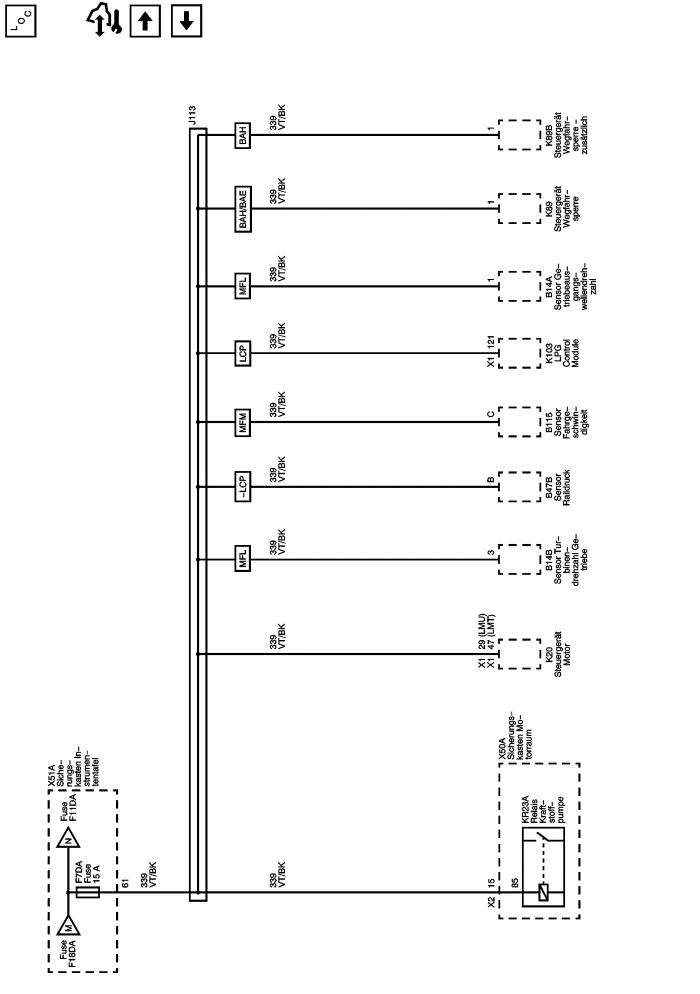 LOC
J113
BAH
339
VT/BK
1
K89B
Steuergerät
Wegfahr-
sperre -
zusätzlich
BAH/BAE
339
VT/BK
1
K89
Steuergerät
Wegfahr-
sperre
MFL
339
VT/BK
1
B14A
Sensor Ge-
triebeaus-
gangs-
wellendreh-
zahl
LCP
339
VT/BK
X1 121
K103
LPG
Control
Module
MFM
339
VT/BK
C
B115
Sensor
Fahrge-
schwin-
digkeit
-LCP
339
VT/BK
B
B47B
Sensor
Raildruck
MFL
339
VT/BK
3
B14B
Sensor Tur-
binen-
drehzahl Ge-
triebe
339
VT/BK
X1 29 (LMU)
X1 47 (LMT)
K20
Steuergerät
Motor
X51A
Siche-
rungs-
kasten In-
strumen-
tentafel
Fuse
F11DA
N
F7DA
Fuse
15 A
M
Fuse
F18DA
61
339
VT/BK
339
VT/BK
X2 15
X50A
Sicherungs-
kasten Mo-
torraum
KR23A
Relais
Kraft-
stoff-
pumpe
85